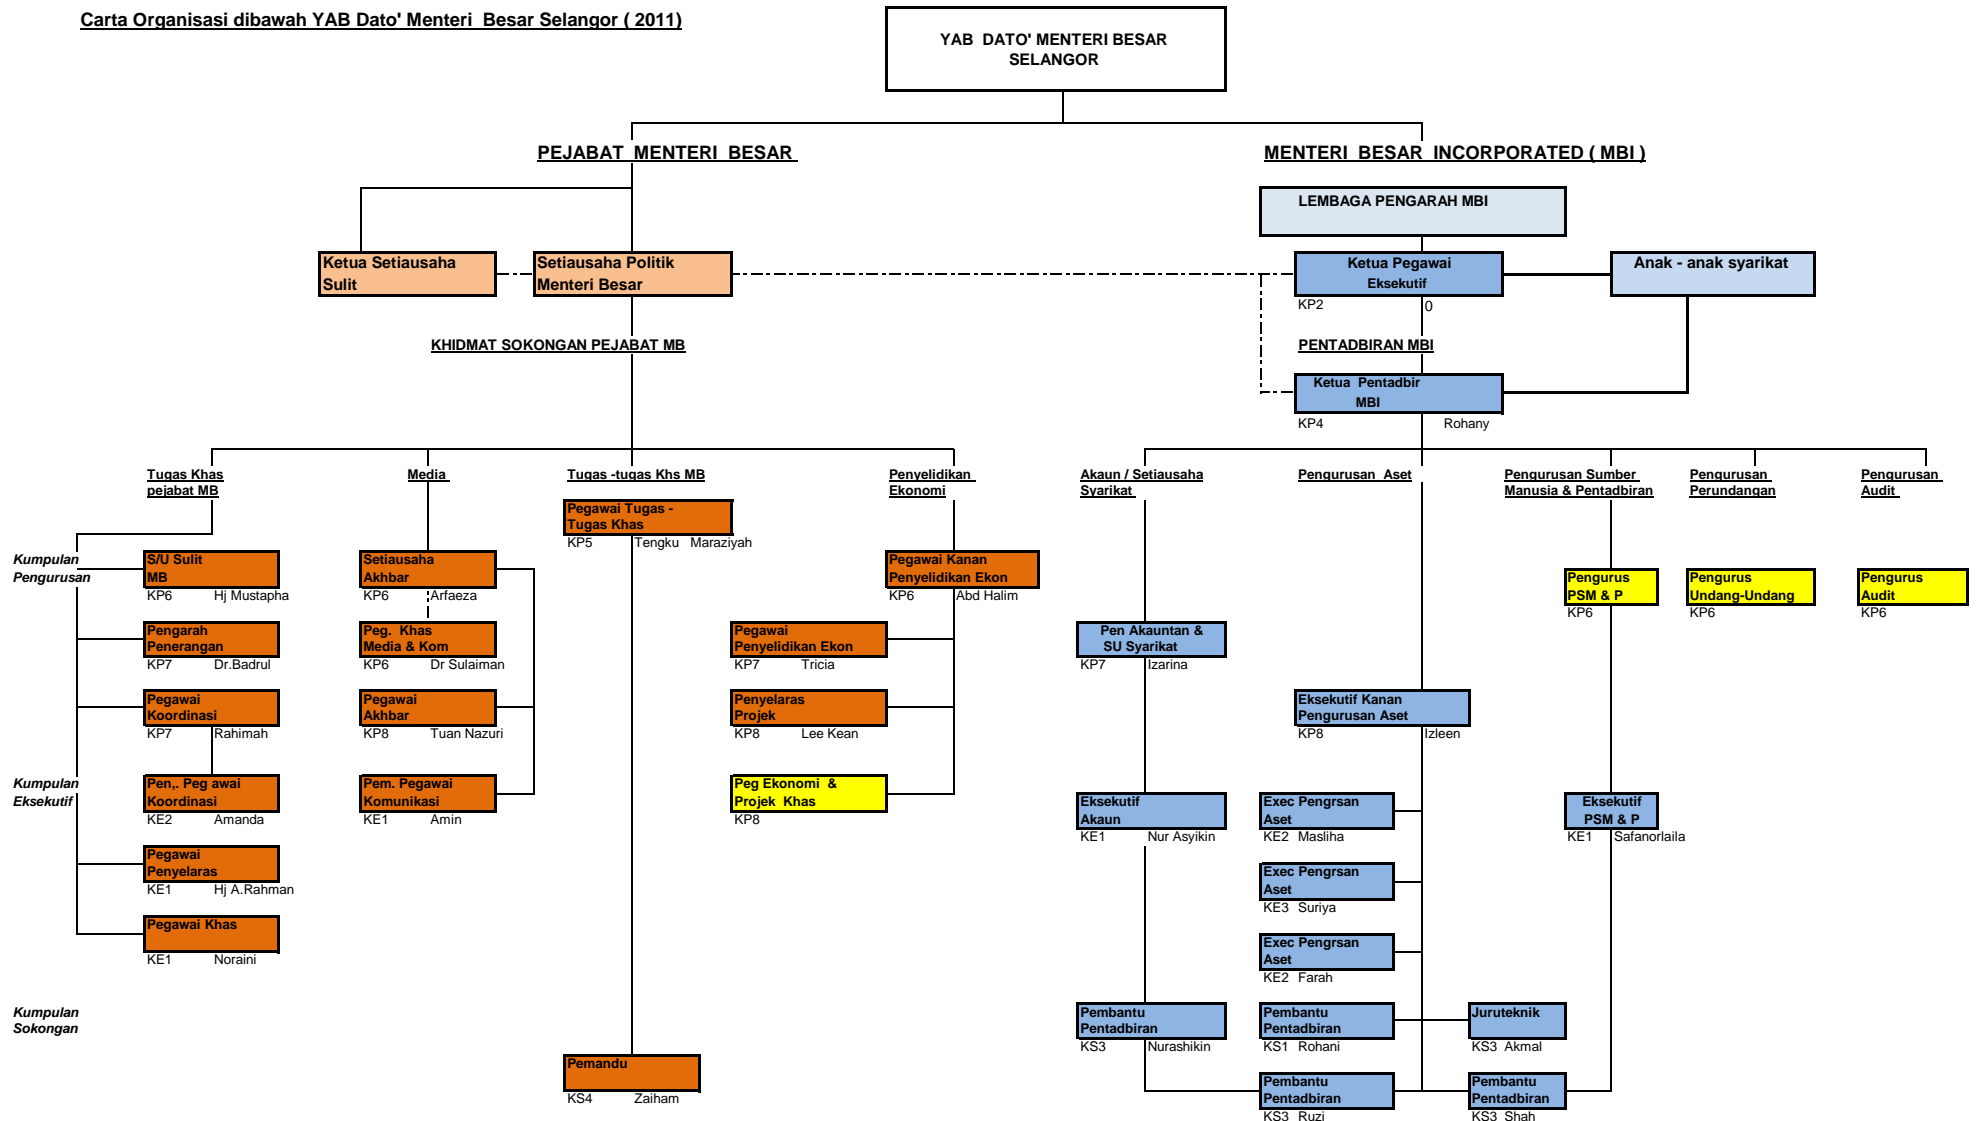 Carta Organisasi dibawah YAB Dato' Menteri Besar Selangor ( 2011)
YAB DATO' MENTERI BESAR
SELANGOR
PEJABAT MENTERI BESAR
MENTERI BESAR INCORPORATED ( MBI )
LEMBAGA PENGARAH MBI
Ketua Setiausaha
Sulit
Setiausaha Politik
Menteri Besar
Ketua Pegawai
Eksekutif
KP2 0
Anak - anak syarikat
KHIDMAT SOKONGAN PEJABAT MB
PENTADBIRAN MBI
Ketua Pentadbir
MBI
KP4 Rohany
Tugas Khas
pejabat MB
Media
Tugas -tugas Khs MB
Penyelidikan
Ekonomi
Akaun / Setiausaha
Syarikat
Pengurusan Aset
Pengurusan Sumber
Manusia & Pentadbiran
Pengurusan
Perundangan
Pengurusan
Audit
Pegawai Tugas -
Tugas Khas
KP5 Tengku Maraziyah
Kumpulan
Pengurusan
S/U Sulit
MB
KP6 Hj Mustapha
Setiausaha
Akhbar
KP6 Arfaeza
Pegawai Kanan
Penyelidikan Ekon
KP6 Abd Halim
Pengurus
PSM & P
KP6
Pengurus
Undang-Undang
KP6
Pengurus
Audit
KP6
Pengarah
Penerangan
KP7 Dr.Badrul
Peg. Khas
Media & Kom
KP6 Dr Sulaiman
Pegawai
Penyelidikan Ekon
KP7 Tricia
Pen Akauntan &
SU Syarikat
KP7 Izarina
Pegawai
Koordinasi
KP7 Rahimah
Pegawai
Akhbar
KP8 Tuan Nazuri
Penyelaras
Projek
KP8 Lee Kean
Eksekutif Kanan
Pengurusan Aset
KP8 Izleen
Kumpulan
Eksekutif
Pen,. Peg awai
Koordinasi
KE2 Amanda
Pem. Pegawai
Komunikasi
KE1 Amin
Peg Ekonomi &
Projek Khas
KP8
Eksekutif
Akaun
KE1 Nur Asyikin
Exec Pengrsan
Aset
KE2 Masliha
Eksekutif
PSM & P
KE1 Safanorlaila
Pegawai
Penyelaras
KE1 Hj A.Rahman
Exec Pengrsan
Aset
KE3 Suriya
Pegawai Khas
KE1 Noraini
Exec Pengrsan
Aset
KE2 Farah
Kumpulan
Sokongan
Pembantu
Pentadbiran
KS3 Nurashikin
Pembantu
Pentadbiran
KS1 Rohani
Juruteknik
KS3 Akmal
Pemandu
KS4 Zaiham
Pembantu
Pentadbiran
KS3 Ruzi
Pembantu
Pentadbiran
KS3 Shah